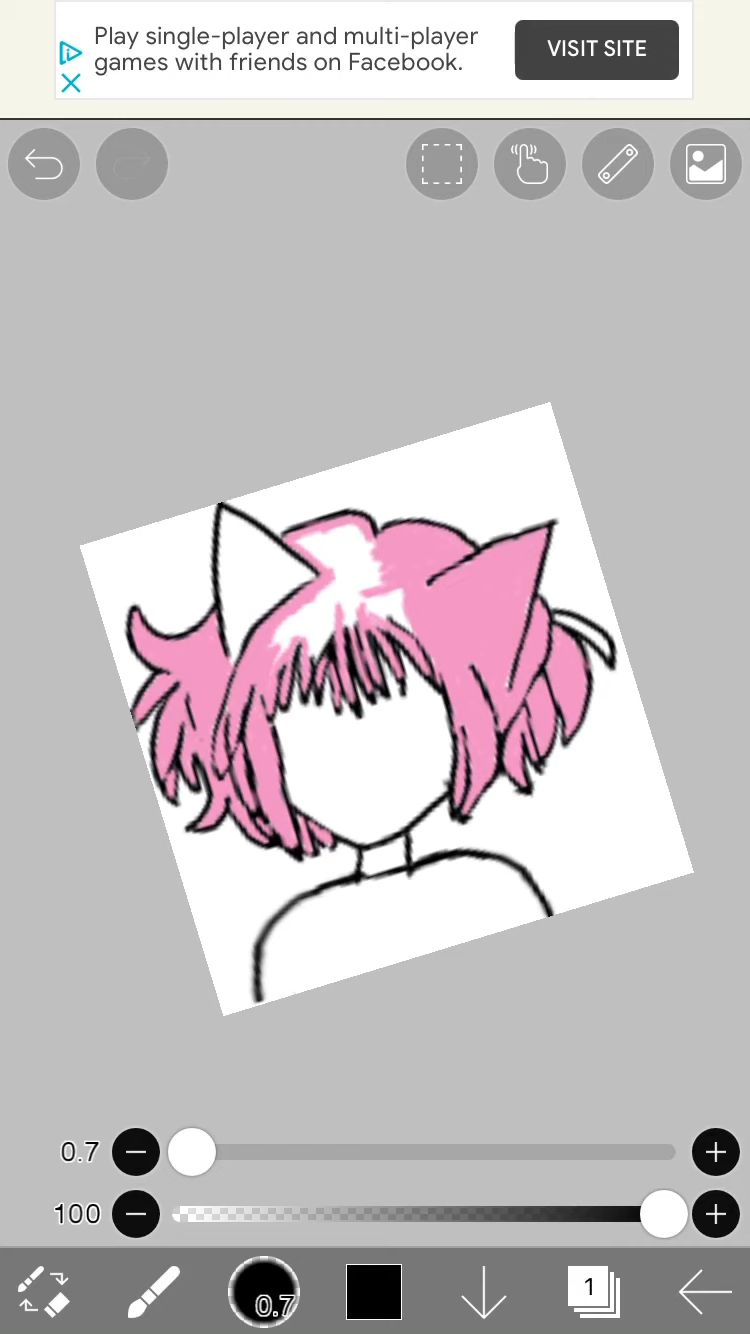 Play single-player and multi-player
games with friends on Facebook.
VISIT SITE
0.7
100
0.7
1